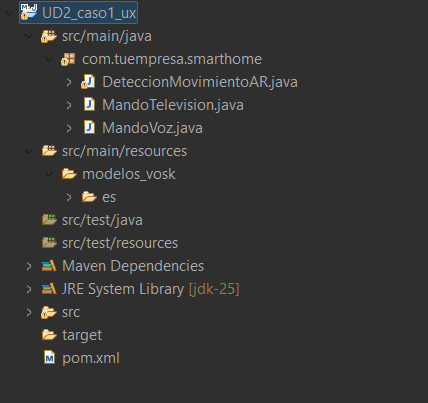 UD2_caso1_ux
src/main/java
com.tuempresa.smarthome
DeteccionMovimientoAR.java
MandoTelevision.java
MandoVoz.java
src/main/resources
modelos_vosk
es
src/test/java
src/test/resources
Maven Dependencies
JRE System Library [jdk-25]
src
target
pom.xml